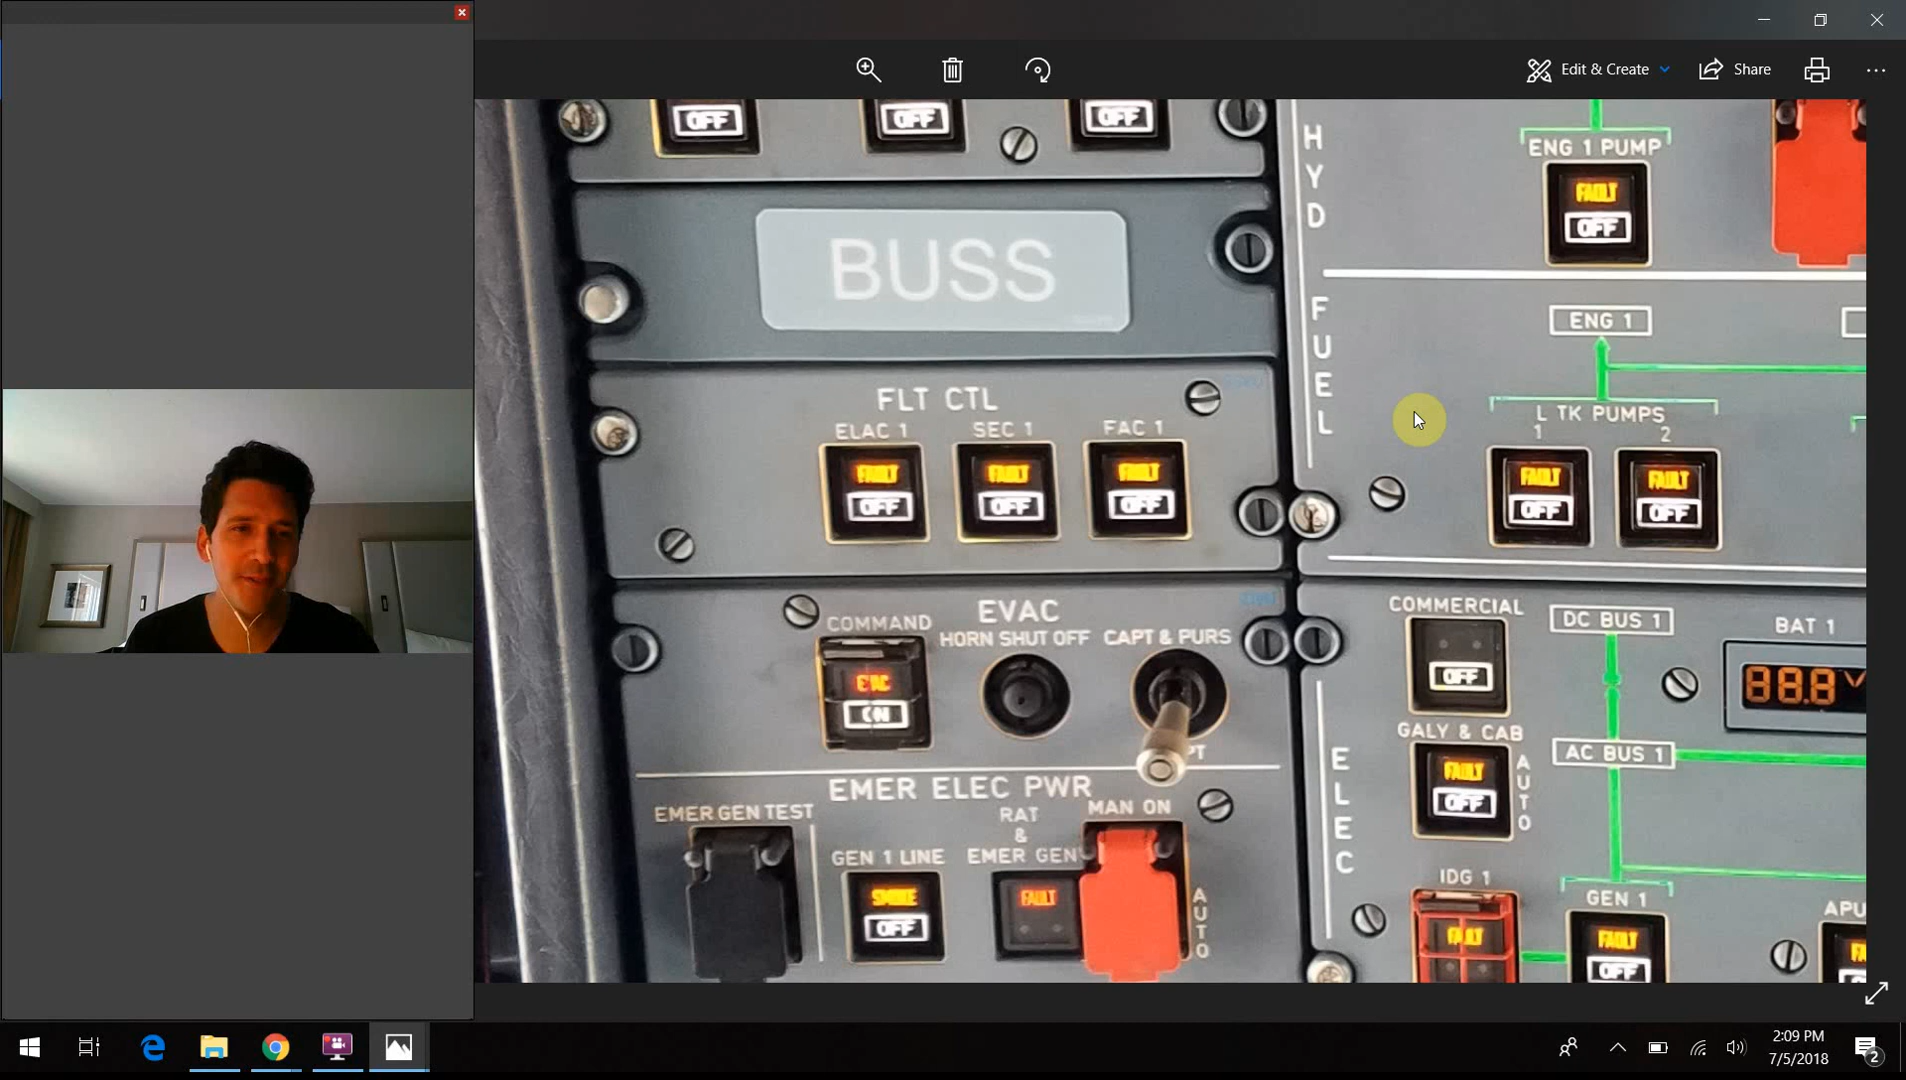 Edit & Create
Share
OFF
OFF
OFF
BUSS
FLT CTL
ELAC 1
SEC 1
FAC 1
FAULT
OFF
FAULT
OFF
FAULT
OFF
EVAC
COMMAND
HORN SHUT OFF
CAPT & PURS
ON
EMER ELEC PWR
EMER GEN TEST
GEN 1 LINE
SMOKE
OFF
RAT
&
EMER GEN
FAULT
MAN ON
AUTO
HYD
ENG 1 PUMP
FAULT
OFF
FUEL
ENG 1
L TK PUMPS
1
2
FAULT
OFF
FAULT
OFF
ELEC
COMMERCIAL
OFF
DC BUS 1
BAT 1
88.8 V
GALY & CAB
FAULT
OFF
AUTO
AC BUS 1
IDG 1
FAULT
GEN 1
FAULT
OFF
APU
2:09 PM
7/5/2018
2